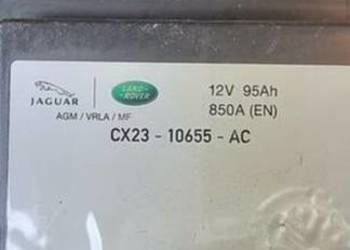 JAGUAR
LAND-
ROVER
12V 95Ah
850A (EN)
AGM / VRLA / MF
CX23 - 10655 - AC